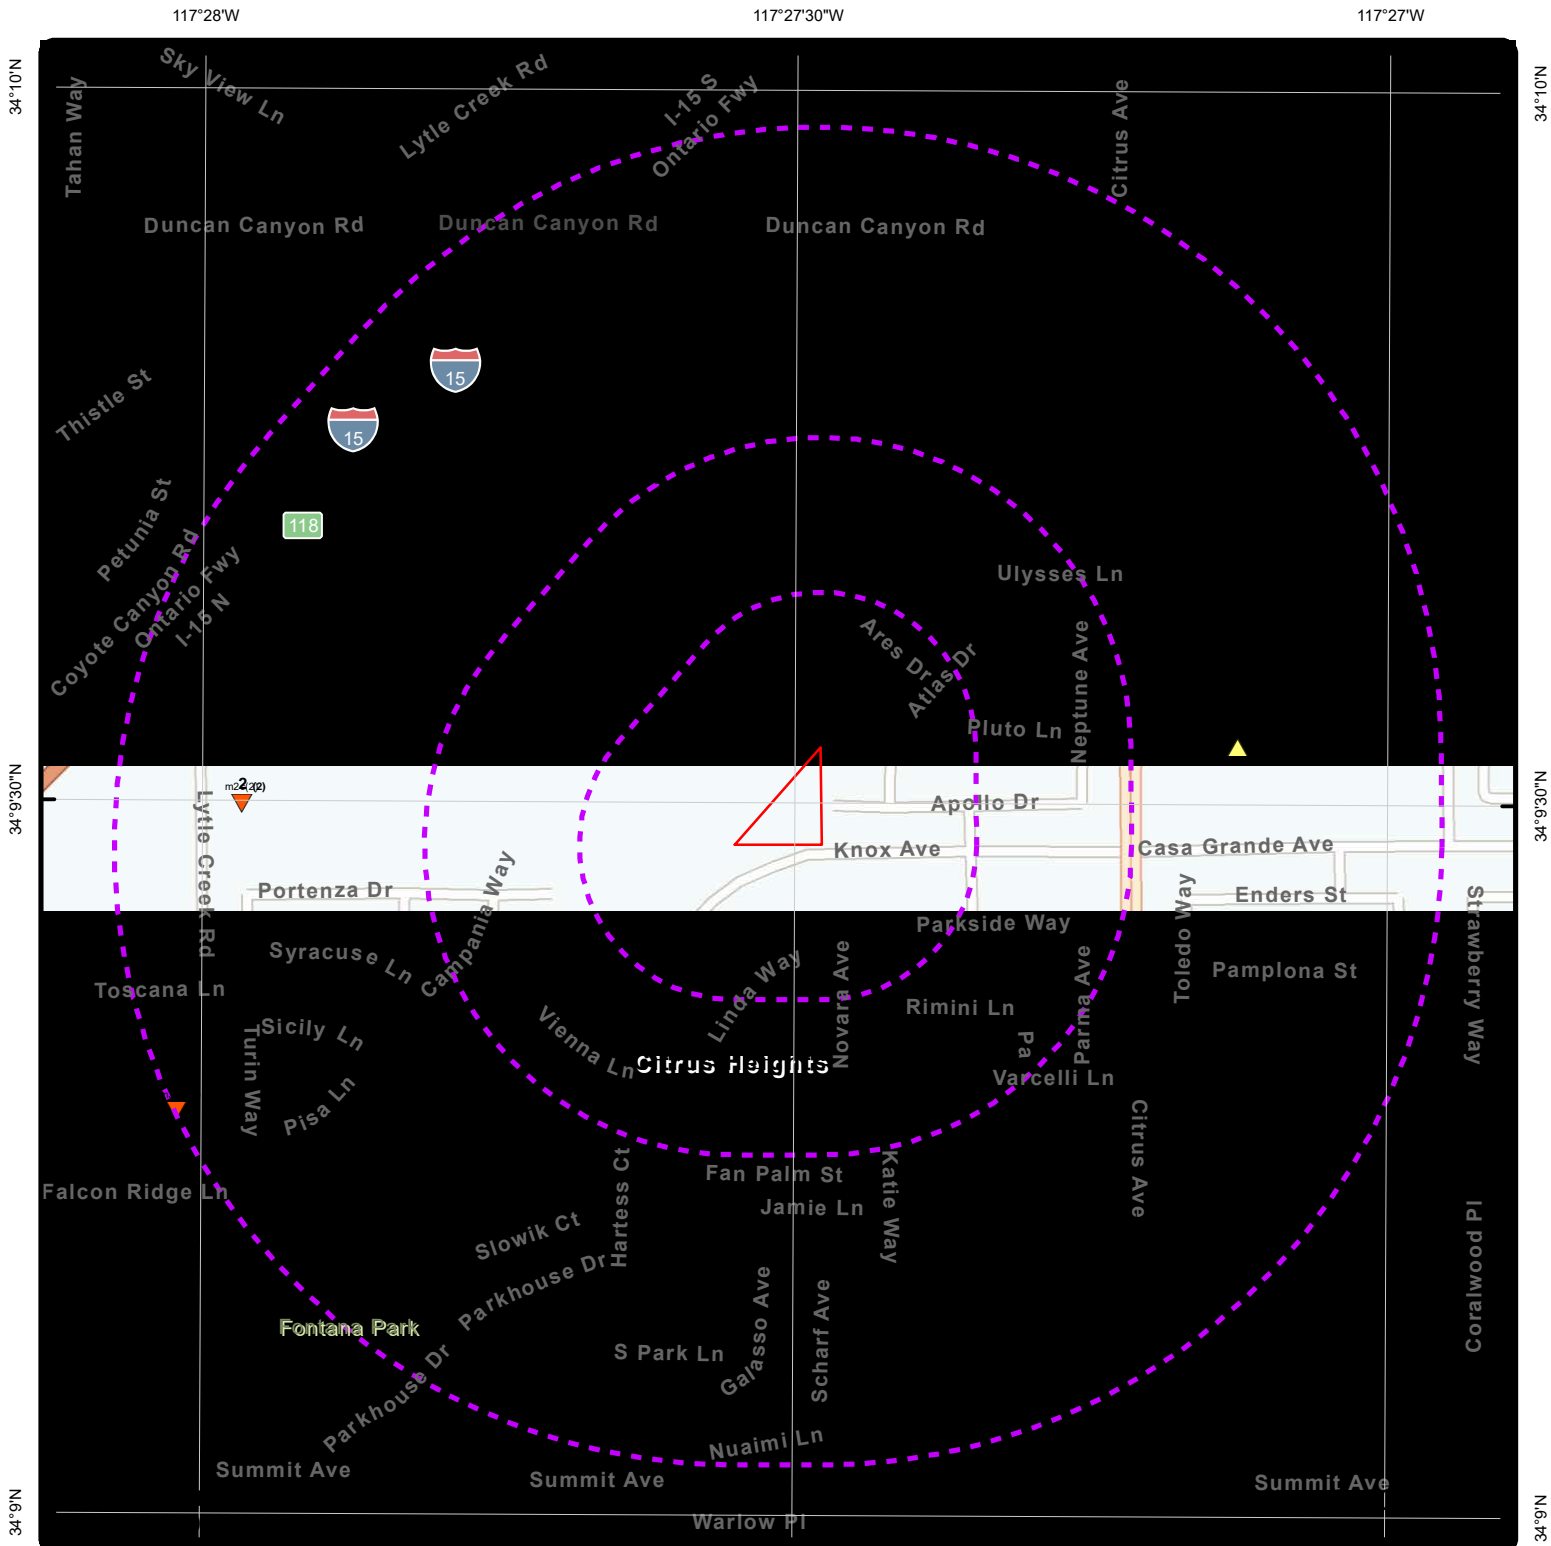 117°28'W
117°27'30"W
117°27'W
34°10'N
34°10'N
Sky View Ln
Tahan Way
Lytle Creek Rd
I-15 S
Ontario Fwy
Citrus Ave
Duncan Canyon Rd
Duncan Canyon Rd
Duncan Canyon Rd
15
15
Thistle St
118
Petunia St
Coyote Canyon Rd
Ontario Fwy
I-15 N
Ulysses Ln
Ares Dr
Atlas Dr
Neptune Ave
Pluto Ln
34°9'30"N
34°9'30"N
2
Lytle Creek Rd
Apollo Dr
Knox Ave
Casa Grande Ave
Portenza Dr
Campania Way
Enders St
Toledo Way
Strawberry Way
Parkside Way
Syracuse Ln
Toscana Ln
Linda Way
Novara Ave
Rimini Ln
Parma Ave
Pamplona St
Sicily Ln
Turin Way
Vienna Ln
Pa
Citrus Heights
Varcelli Ln
Pisa Ln
Citrus Ave
Falcon Ridge Ln
Hartess Ct
Fan Palm St
Katie Way
Jamie Ln
Slowik Ct
Parkhouse Dr
Galasso Ave
Scharf Ave
Coralwood Pl
Fontana Park
S Park Ln
Parkhouse Dr
Nuaimi Ln
Summit Ave
Summit Ave
Summit Ave
34°9'N
34°9'N
Warlow Pl